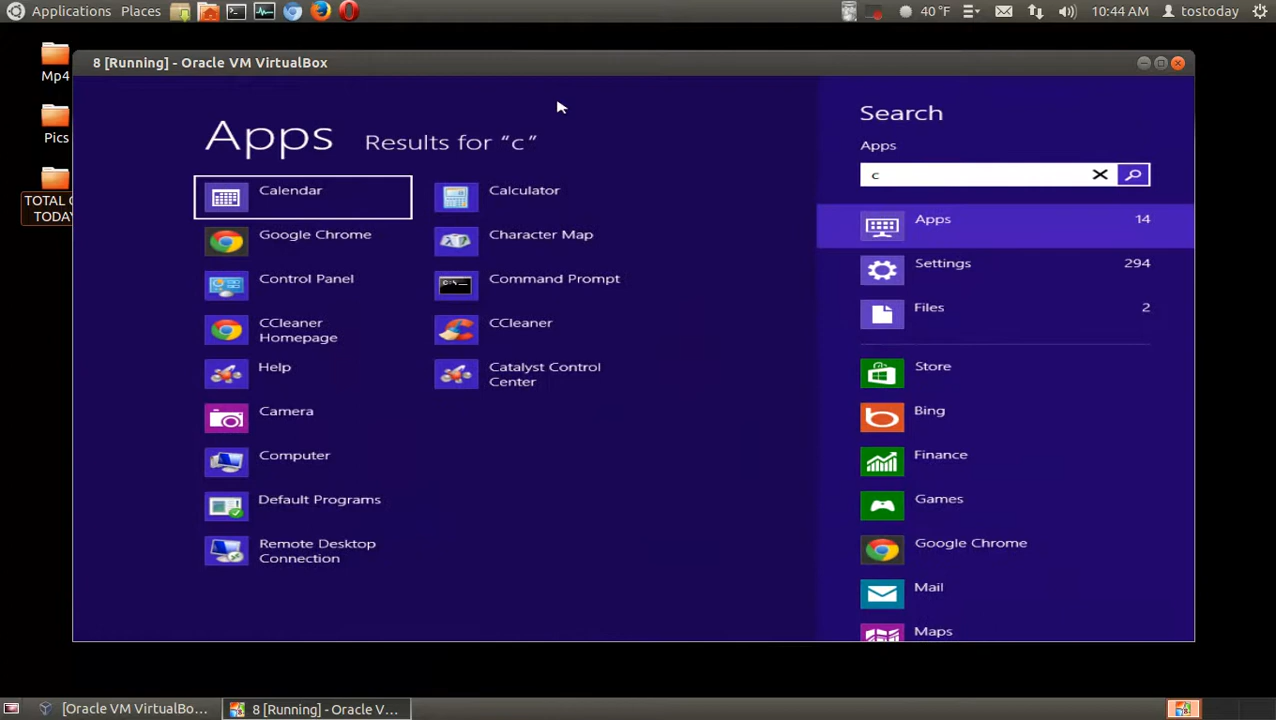 Applications Places 40 °F 10:44 AM tostoday
Mp4
Pics
TODAY
8 [Running] - Oracle VM VirtualBox
Apps Results for “c”
Calendar
Google Chrome
Control Panel
CCleaner
Homepage
Help
Camera
Computer
Default Programs
Remote Desktop
Connection
Calculator
Character Map
Command Prompt
CCleaner
Catalyst Control
Center
Search
Apps
c
Apps 14
Settings 294
Files 2
Store
Bing
Finance
Games
Google Chrome
Mail
Maps
[Oracle VM VirtualBo... 8 [Running] - Oracle V...